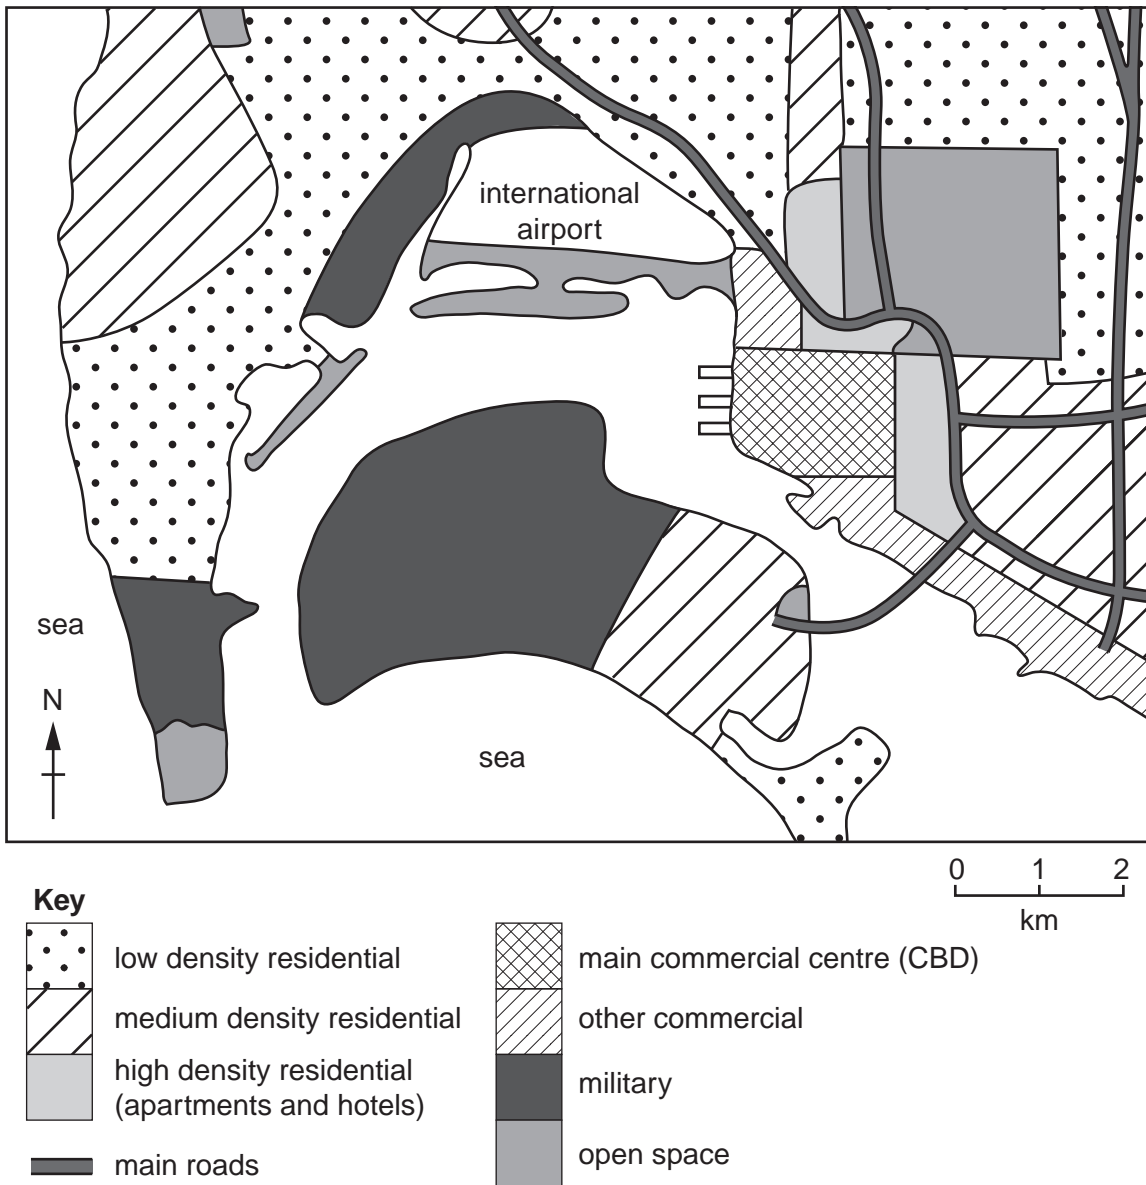 international
airport
sea
N
sea
0 1 2
km
Key
low density residential
medium density residential
high density residential
(apartments and hotels)
main roads
main commercial centre (CBD)
other commercial
military
open space